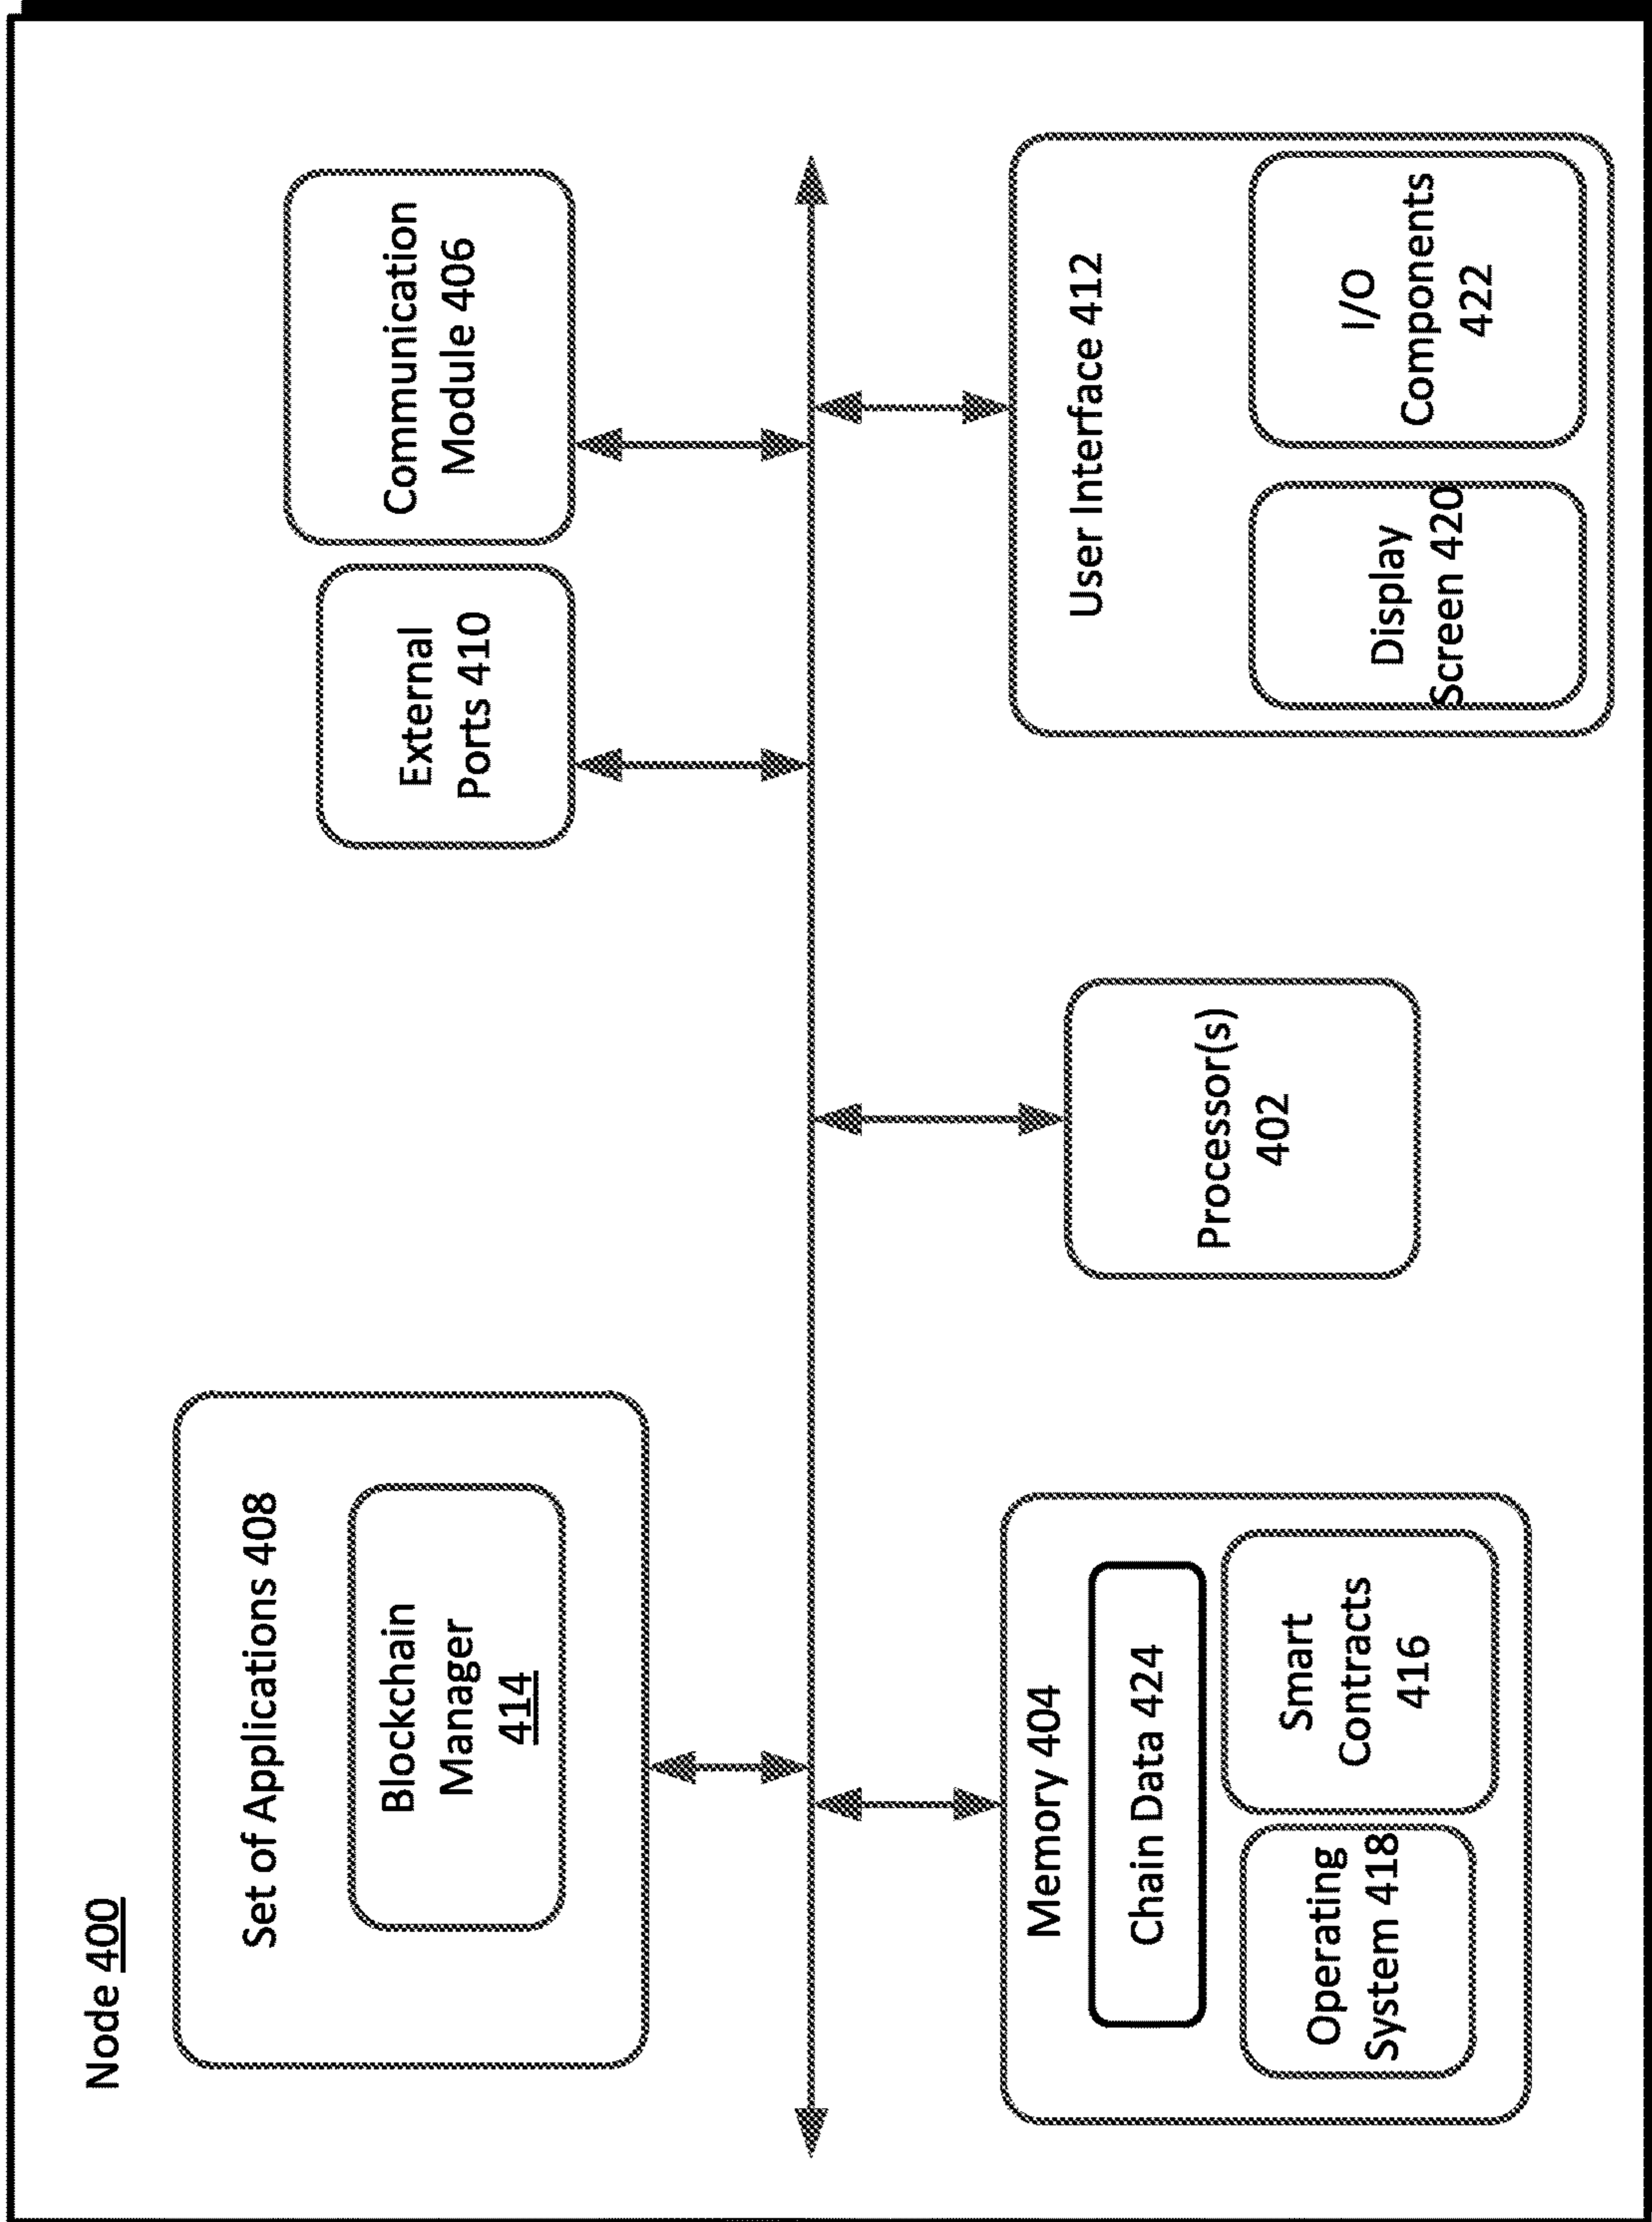 Node 400
Set of Applications 408
Blockchain
Manager
414
External
Ports 410
Communication
Module 406
Memory 404
Chain Data 424
Operating
System 418
Smart
Contracts
416
Processor(s)
402
User Interface 412
Display
Screen 420
I/O
Components
422